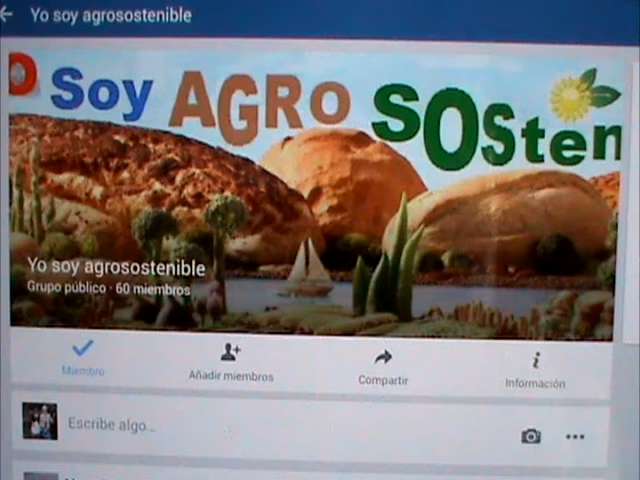 Yo soy agrosostenible
O Soy AGRO SOSten
Yo soy agrosostenible
Grupo público · 60 miembros
Miembro
Añadir miembros
Compartir
Información
Escribe algo...